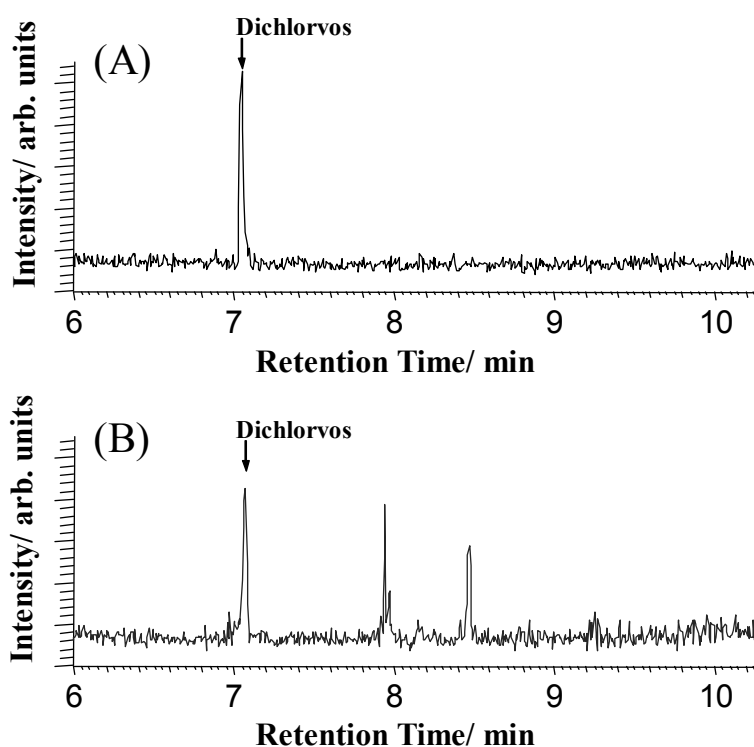 Dichlorvos
(A)
Intensity/ arb. units
6 7 8 9 10
Retention Time/ min
Dichlorvos
(B)
Intensity/ arb. units
6 7 8 9 10
Retention Time/ min